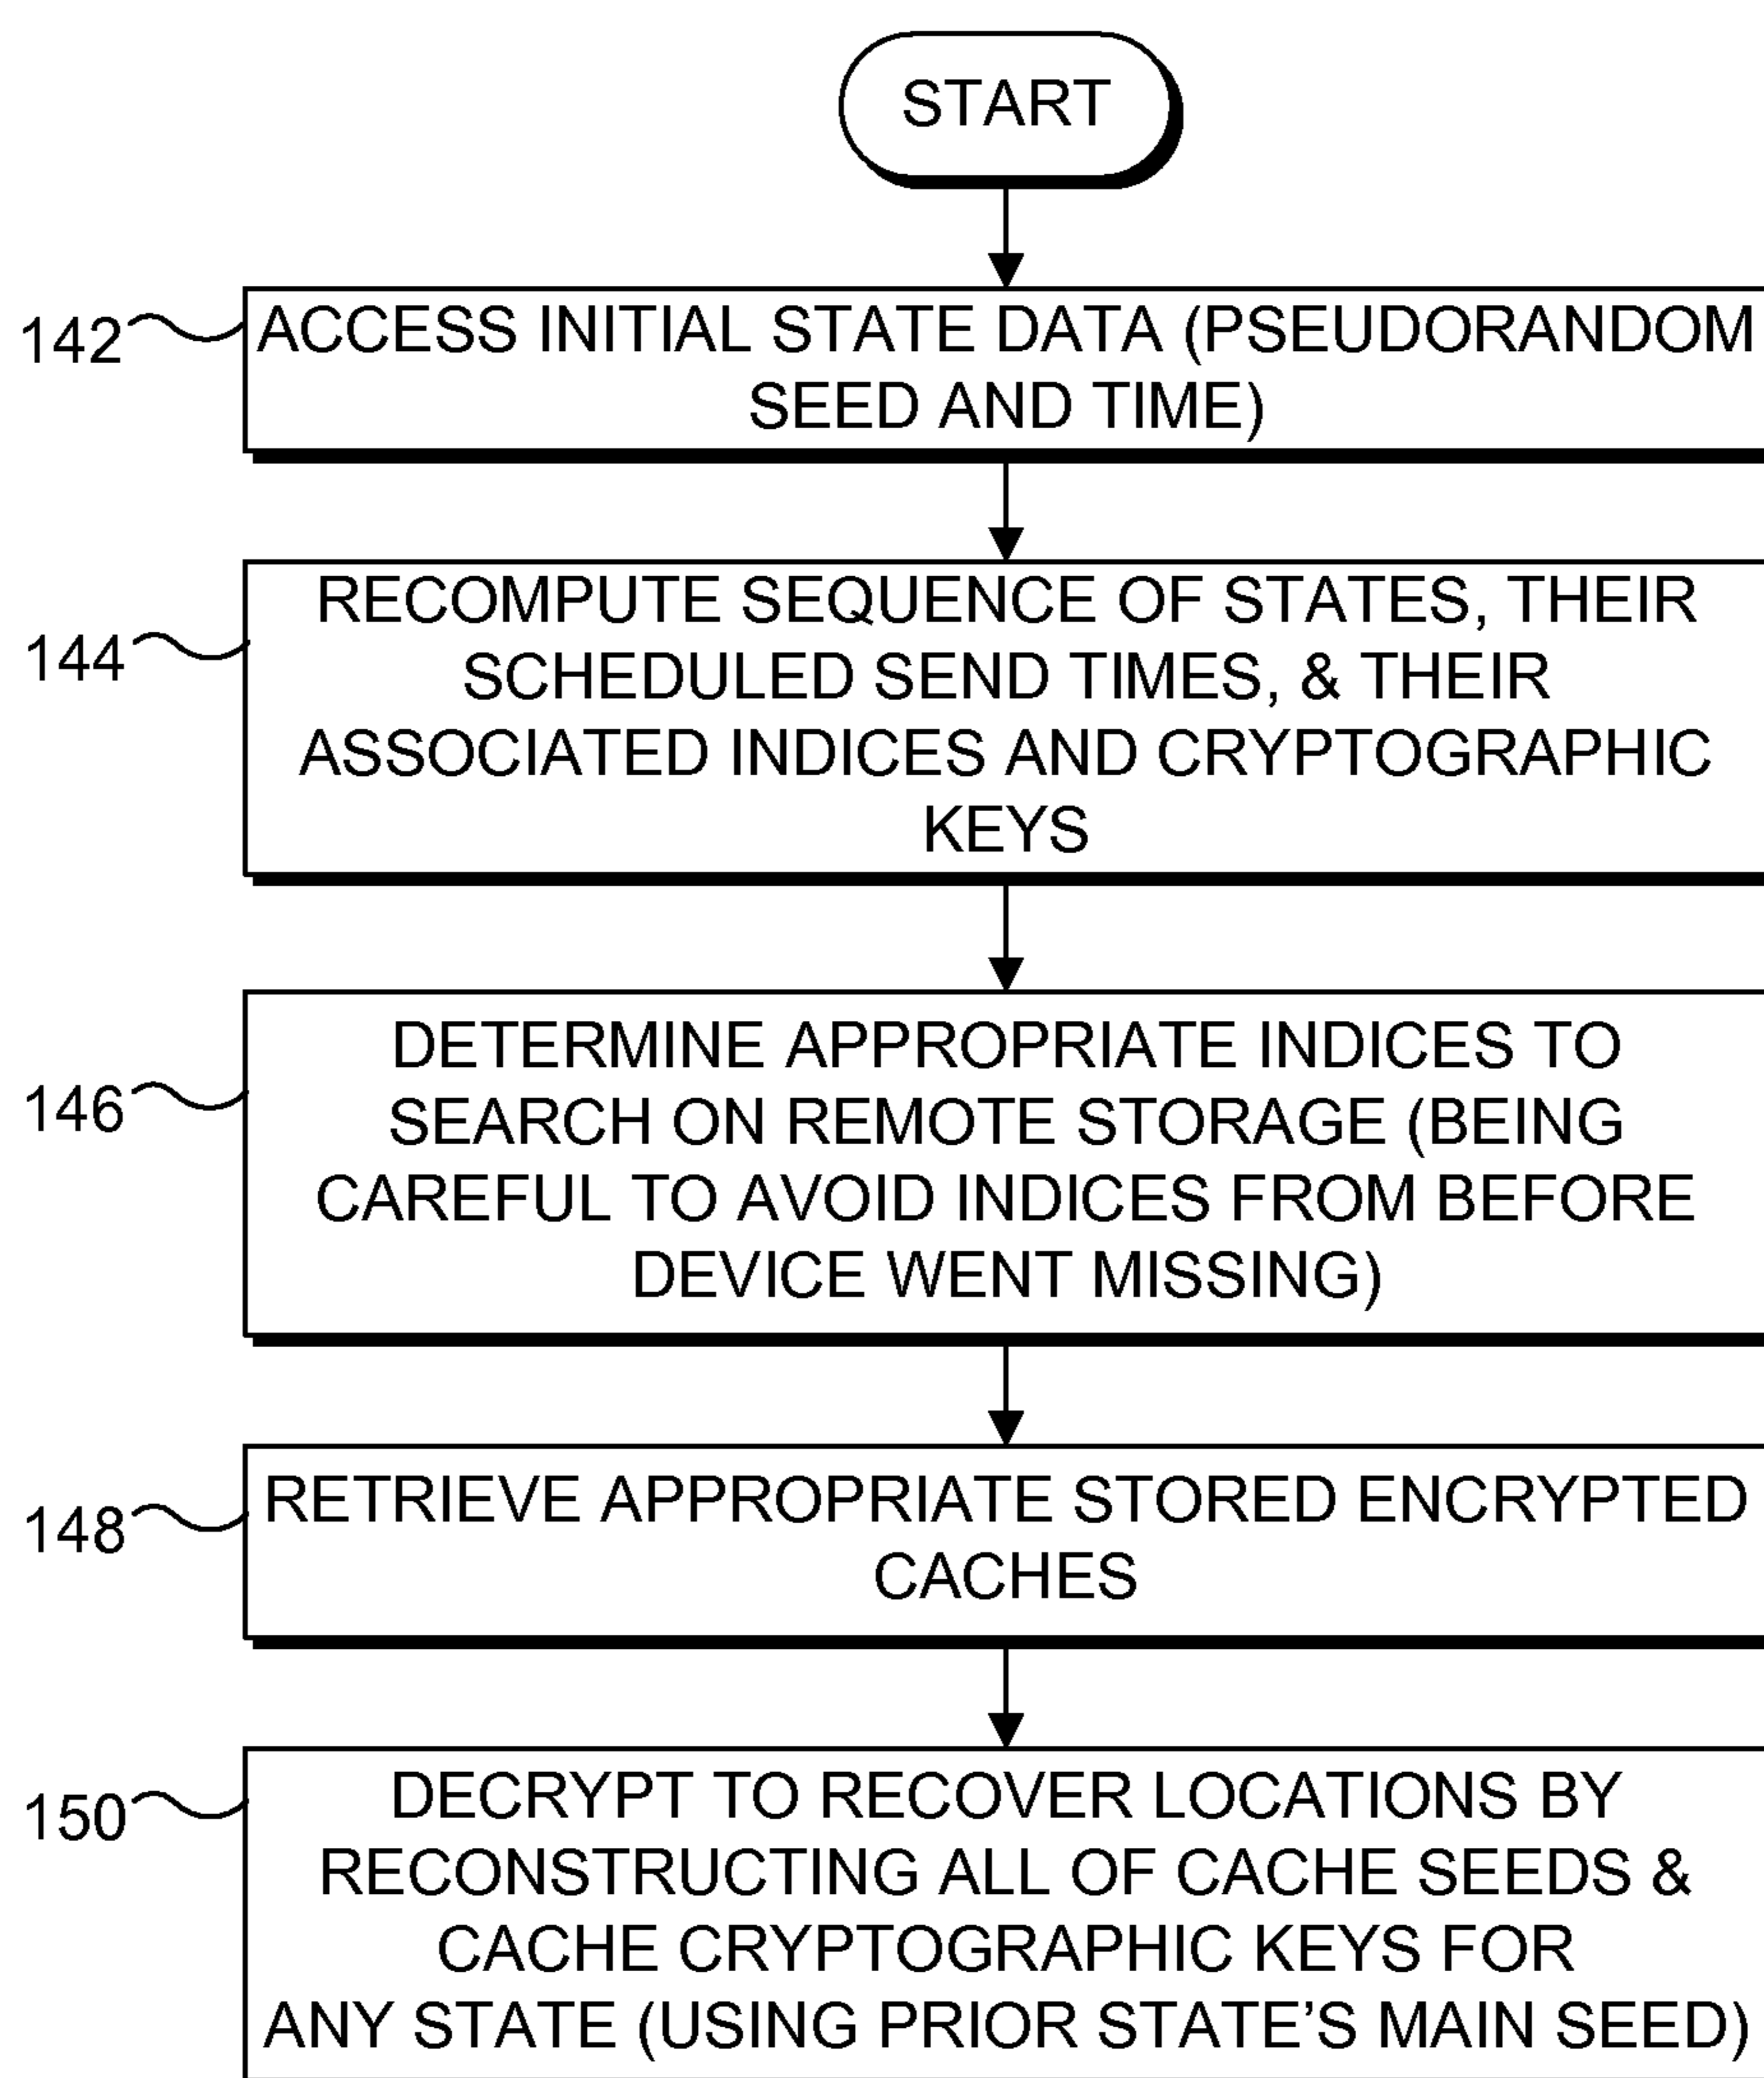 START
142
ACCESS INITIAL STATE DATA (PSEUDORANDOM
SEED AND TIME)
144
RECOMPUTE SEQUENCE OF STATES, THEIR
SCHEDULED SEND TIMES, & THEIR
ASSOCIATED INDICES AND CRYPTOGRAPHIC
KEYS
146
DETERMINE APPROPRIATE INDICES TO
SEARCH ON REMOTE STORAGE (BEING
CAREFUL TO AVOID INDICES FROM BEFORE
DEVICE WENT MISSING)
148
RETRIEVE APPROPRIATE STORED ENCRYPTED
CACHES
150
DECRYPT TO RECOVER LOCATIONS BY
RECONSTRUCTING ALL OF CACHE SEEDS &
CACHE CRYPTOGRAPHIC KEYS FOR
ANY STATE (USING PRIOR STATE'S MAIN SEED)